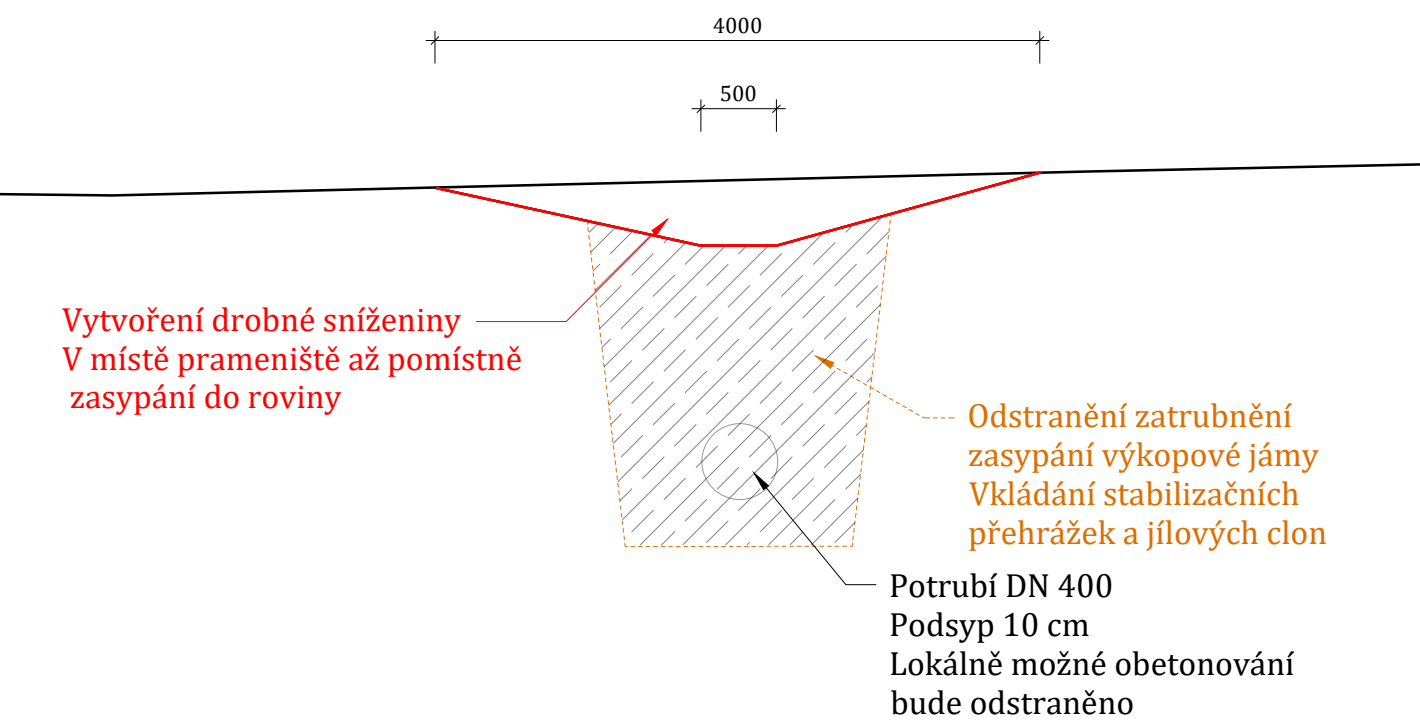 4000
500
Vytvoření drobné sníženiny
V místě prameniště až pomístně
zasypání do roviny
Odstranění zatrubnění
zasypání výkopové jámy
Vkládání stabilizačních
přehrážek a jílových clon
Potrubí DN 400
Podsyp 10 cm
Lokálně možné obetonování
bude odstraněno